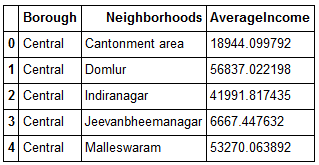 Borough Neighborhoods AverageIncome
0 Central Cantonment area 18944.099792
1 Central Domlur 56837.022198
2 Central Indiranagar 41991.817435
3 Central Jeevanbheemanagar 6667.447632
4 Central Malleswaram 53270.063892